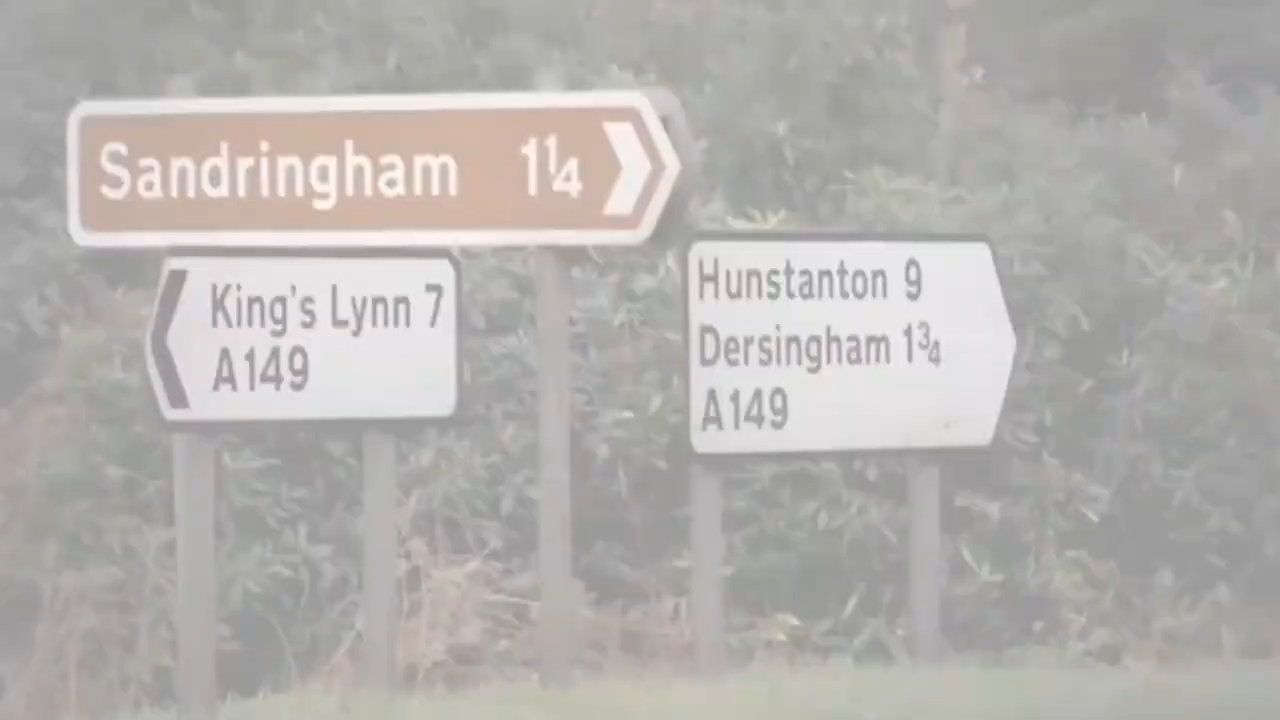 Sandringham 1¼
King's Lynn 7
A149
Hunstanton 9
Dersingham 1¾
A149